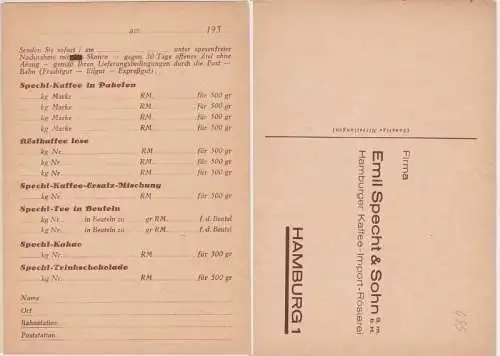 am 193
Senden Sie sofort / am unter spesenfreier
Nachnahme mit Skonto — gegen 30 Tage offenes Ziel ohne
Abzug — gemäß Ihren Lieferungsbedingungen durch die Post —
Bahn (Frachtgut — Eilgut — Expreßgut):
Specht-Kaffee in Paketen
kg Marke RM. für 500 gr
kg Marke RM. für 500 gr
kg Marke RM. für 500 gr
kg Marke RM. für 500 gr
Röstkaffee lose
kg Nr. RM. für 500 gr
kg Nr. RM. für 500 gr
kg Nr. RM. für 500 gr
Specht-Kaffee-Ersatz-Mischung
kg Nr. RM. für 500 gr
Specht-Tee in Beuteln
kg Nr. in Beuteln zu gr RM. f. d. Beutel
kg Nr. in Beuteln zu gr RM. f. d. Beutel
Specht-Kakao
kg Nr. RM. für 500 gr
Specht-Trinkschokolade
kg Nr. RM. für 500 gr
Name
Ort
Bahnstation
Poststation
(Sonstige Mitteilungen)
Firma
Emil Specht & Sohn G. m. b. H.
Hamburger Kaffee-Import-Rösterei
HAMBURG 1